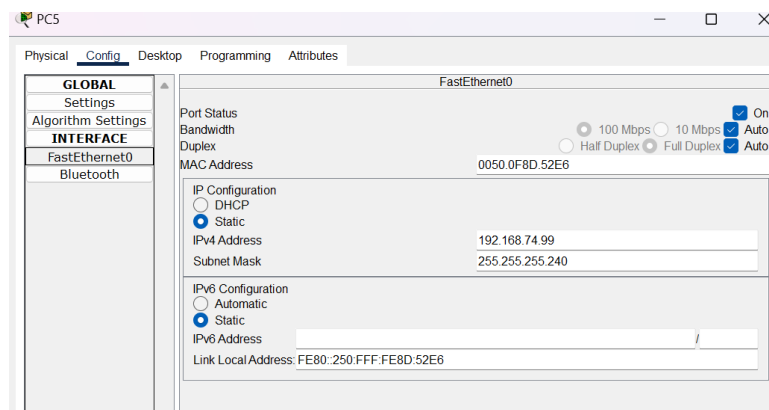 PC5
Physical Config Desktop Programming Attributes
GLOBAL
Settings
Algorithm Settings
INTERFACE
FastEthernet0
Bluetooth
FastEthernet0
Port Status On
Bandwidth 100 Mbps 10 Mbps Auto
Duplex Half Duplex Full Duplex Auto
MAC Address 0050.0F8D.52E6
IP Configuration
DHCP
Static
IPv4 Address 192.168.74.99
Subnet Mask 255.255.255.240
IPv6 Configuration
Automatic
Static
IPv6 Address /
Link Local Address: FE80::250:FFF:FE8D:52E6